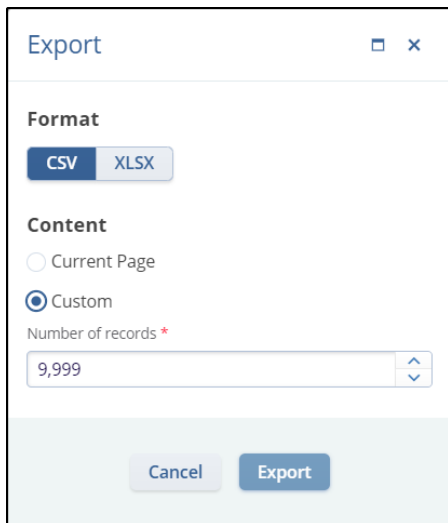 Export
Format
CSV XLSX
Content
Current Page
Custom
Number of records *
9,999
Cancel Export